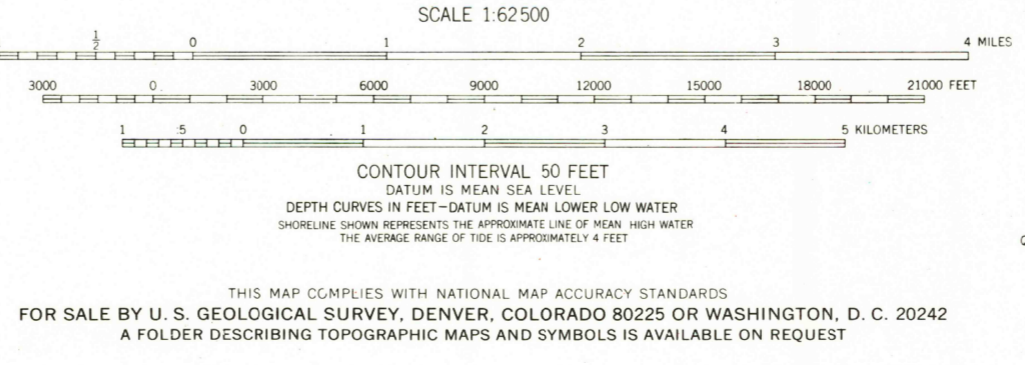 SCALE 1:62500
½ 0 1 2 3 4 MILES
3000 0 3000 6000 9000 12000 15000 18000 21000 FEET
1 .5 0 1 2 3 4 5 KILOMETERS
CONTOUR INTERVAL 50 FEET
DATUM IS MEAN SEA LEVEL
DEPTH CURVES IN FEET—DATUM IS MEAN LOWER LOW WATER
SHORELINE SHOWN REPRESENTS THE APPROXIMATE LINE OF MEAN HIGH WATER
THE AVERAGE RANGE OF TIDE IS APPROXIMATELY 4 FEET
THIS MAP COMPLIES WITH NATIONAL MAP ACCURACY STANDARDS
FOR SALE BY U. S. GEOLOGICAL SURVEY, DENVER, COLORADO 80225 OR WASHINGTON, D. C. 20242
A FOLDER DESCRIBING TOPOGRAPHIC MAPS AND SYMBOLS IS AVAILABLE ON REQUEST